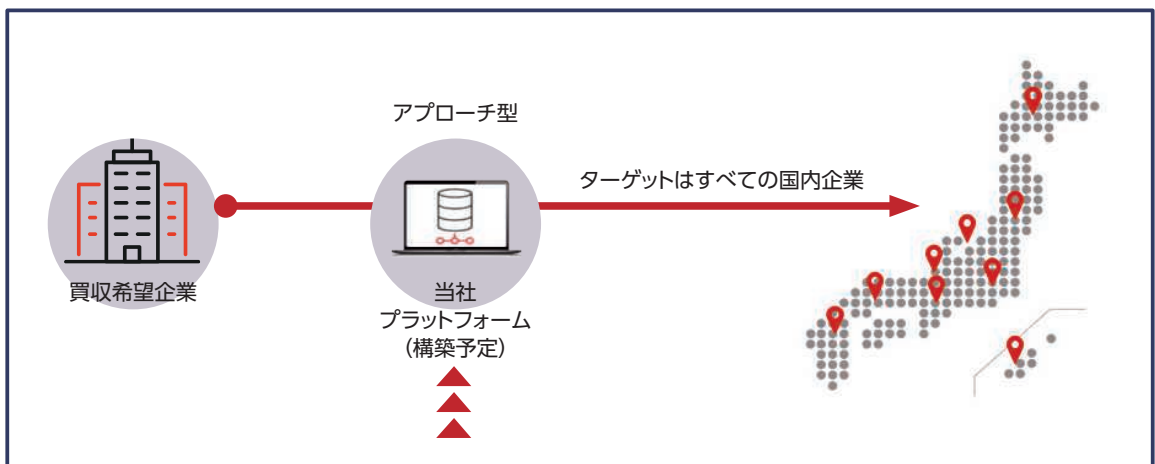 アプローチ型
ターゲットはすべての国内企業
買収希望企業
当社
プラットフォーム
(構築予定)